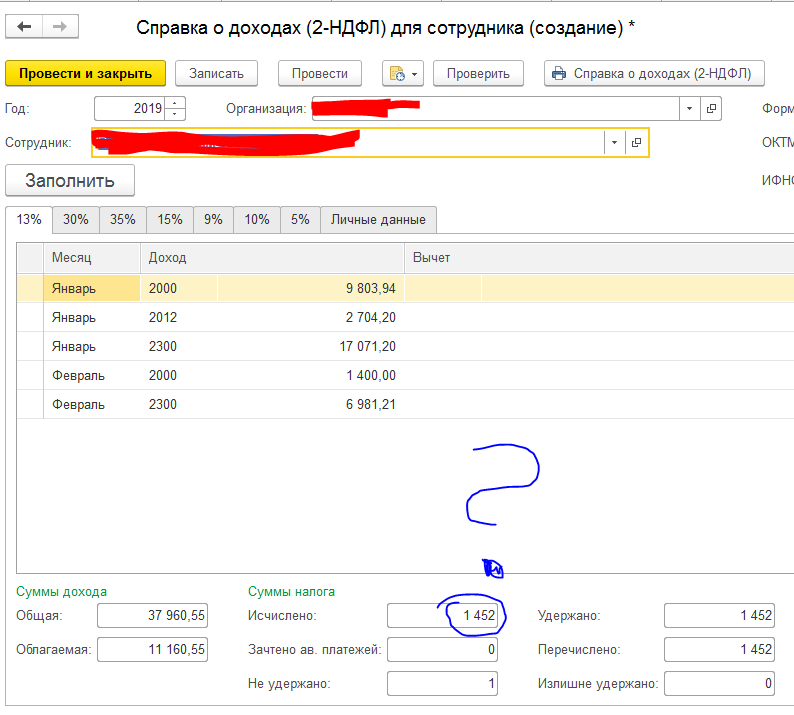 Справка о доходах (2-НДФЛ) для сотрудника (создание) *
Провести и закрыть Записать Провести Проверить Справка о доходах (2-НДФЛ)
Год: 2019 Организация: Форм
Сотрудник: ОКТМ
Заполнить ИФНС
13% 30% 35% 15% 9% 10% 5% Личные данные
Месяц Доход Вычет
Январь 2000 9 803,94
Январь 2012 2 704,20
Январь 2300 17 071,20
Февраль 2000 1 400,00
Февраль 2300 6 981,21
?
Суммы дохода Суммы налога
Общая: 37 960,55 Исчислено: 1 452 Удержано: 1 452
Облагаемая: 11 160,55 Зачтено ав. платежей: 0 Перечислено: 1 452
Не удержано: 1 Излишне удержано: 0